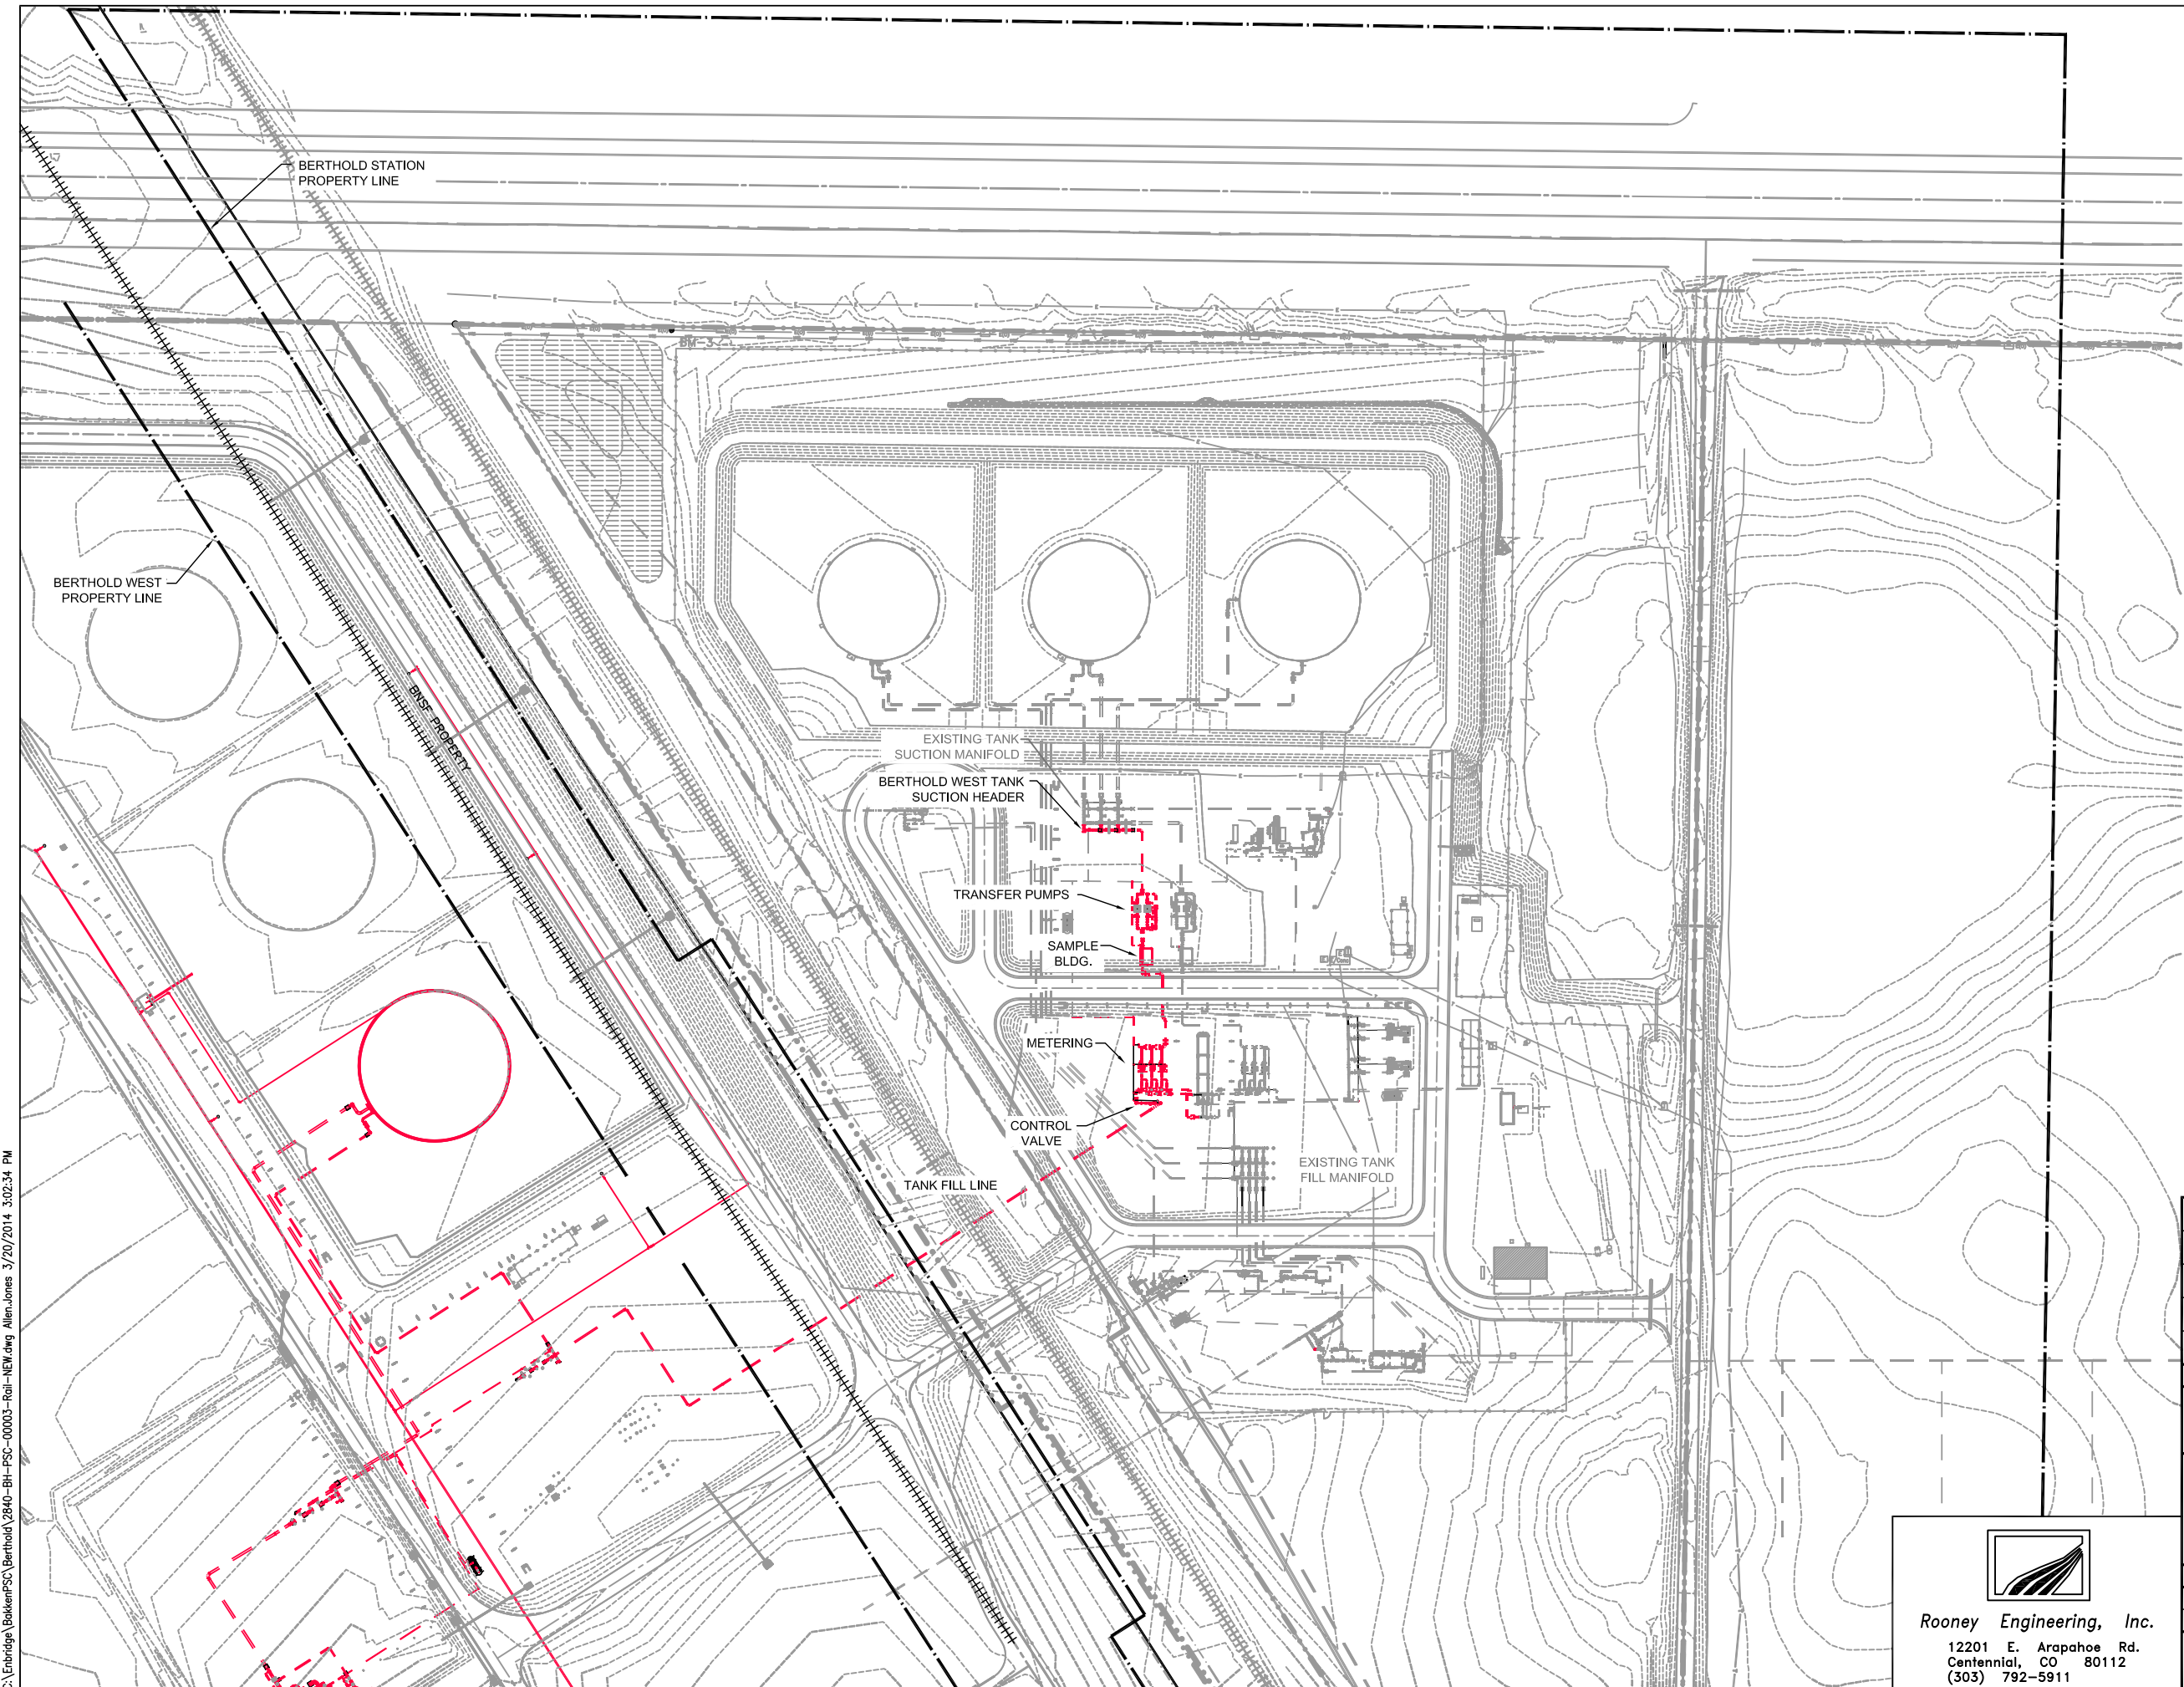 BERTHOLD STATION
PROPERTY LINE
BM-3
BERTHOLD WEST
PROPERTY LINE
BNSF PROPERTY
EXISTING TANK
SUCTION MANIFOLD
BERTHOLD WEST TANK
SUCTION HEADER
TRANSFER PUMPS
SAMPLE
BLDG.
METERING
CONTROL
VALVE
TANK FILL LINE
EXISTING TANK
FILL MANIFOLD
Rooney Engineering, Inc.
12201 E. Arapahoe Rd.
Centennial, CO 80112
(303) 792-5911
C:\Enbridge\BakkenPSC\Berthold\28840-BH-PSC-00003-Rail-NEW.dwg Allen.Jones 3/20/2014 3:02:34 PM